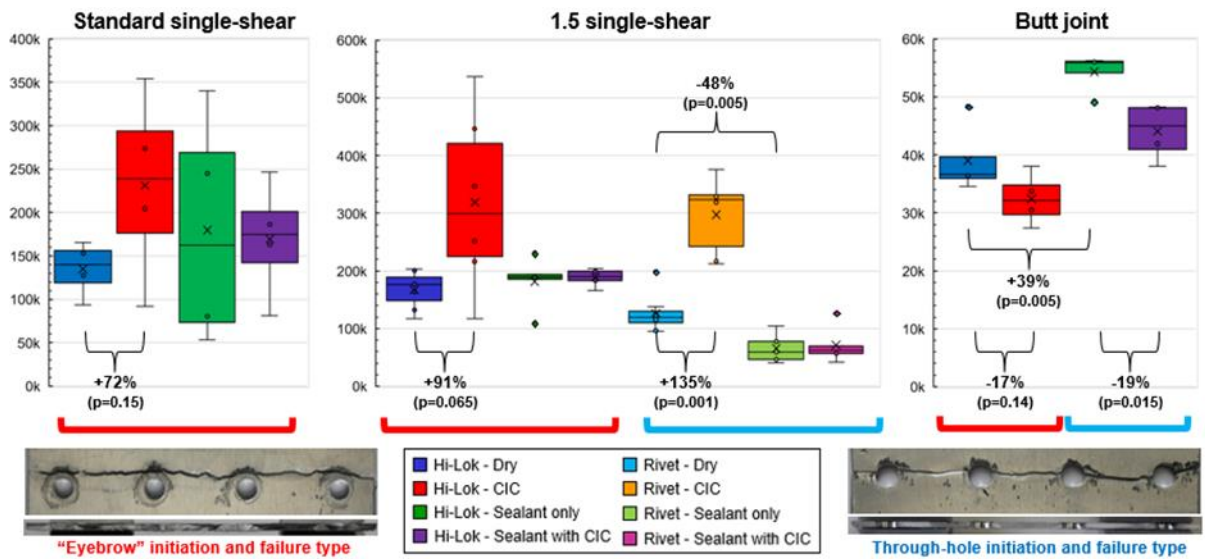 Standard single-shear
400k
350k
300k
250k
200k
150k
100k
50k
0k
+72%
(p=0.15)
1.5 single-shear
600k
500k
400k
300k
200k
100k
0k
-48%
(p=0.005)
+91%
(p=0.065)
+135%
(p=0.001)
Butt joint
60k
50k
40k
30k
20k
10k
0k
+39%
(p=0.005)
-17%
(p=0.14)
-19%
(p=0.015)
"Eyebrow" initiation and failure type
Hi-Lok - Dry
Hi-Lok - CIC
Hi-Lok - Sealant only
Hi-Lok - Sealant with CIC
Rivet - Dry
Rivet - CIC
Rivet - Sealant only
Rivet - Sealant with CIC
Through-hole initiation and failure type